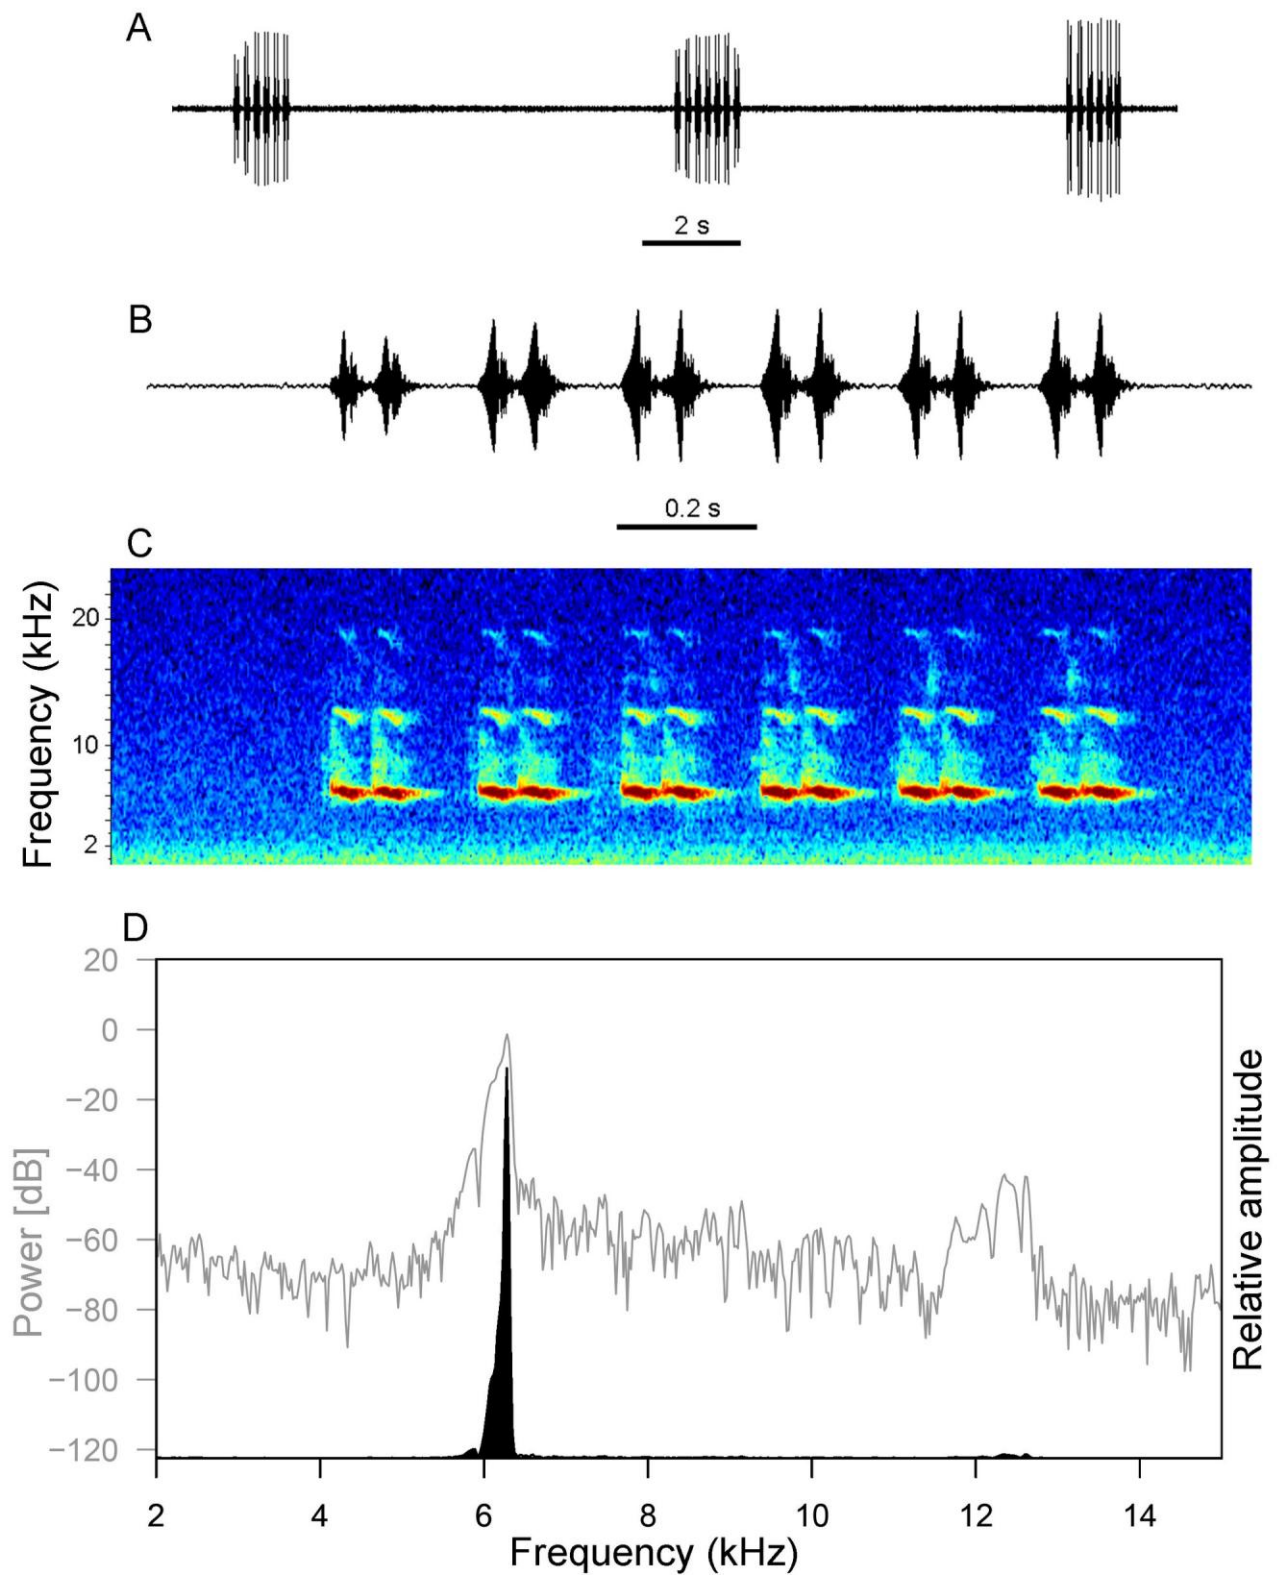 A
2 s
B
0.2 s
C
Frequency (kHz)
20
10
2
D
Power [dB]
20
0
−20
−40
−60
−80
−100
−120
Relative amplitude
2 4 6 8 10 12 14
Frequency (kHz)